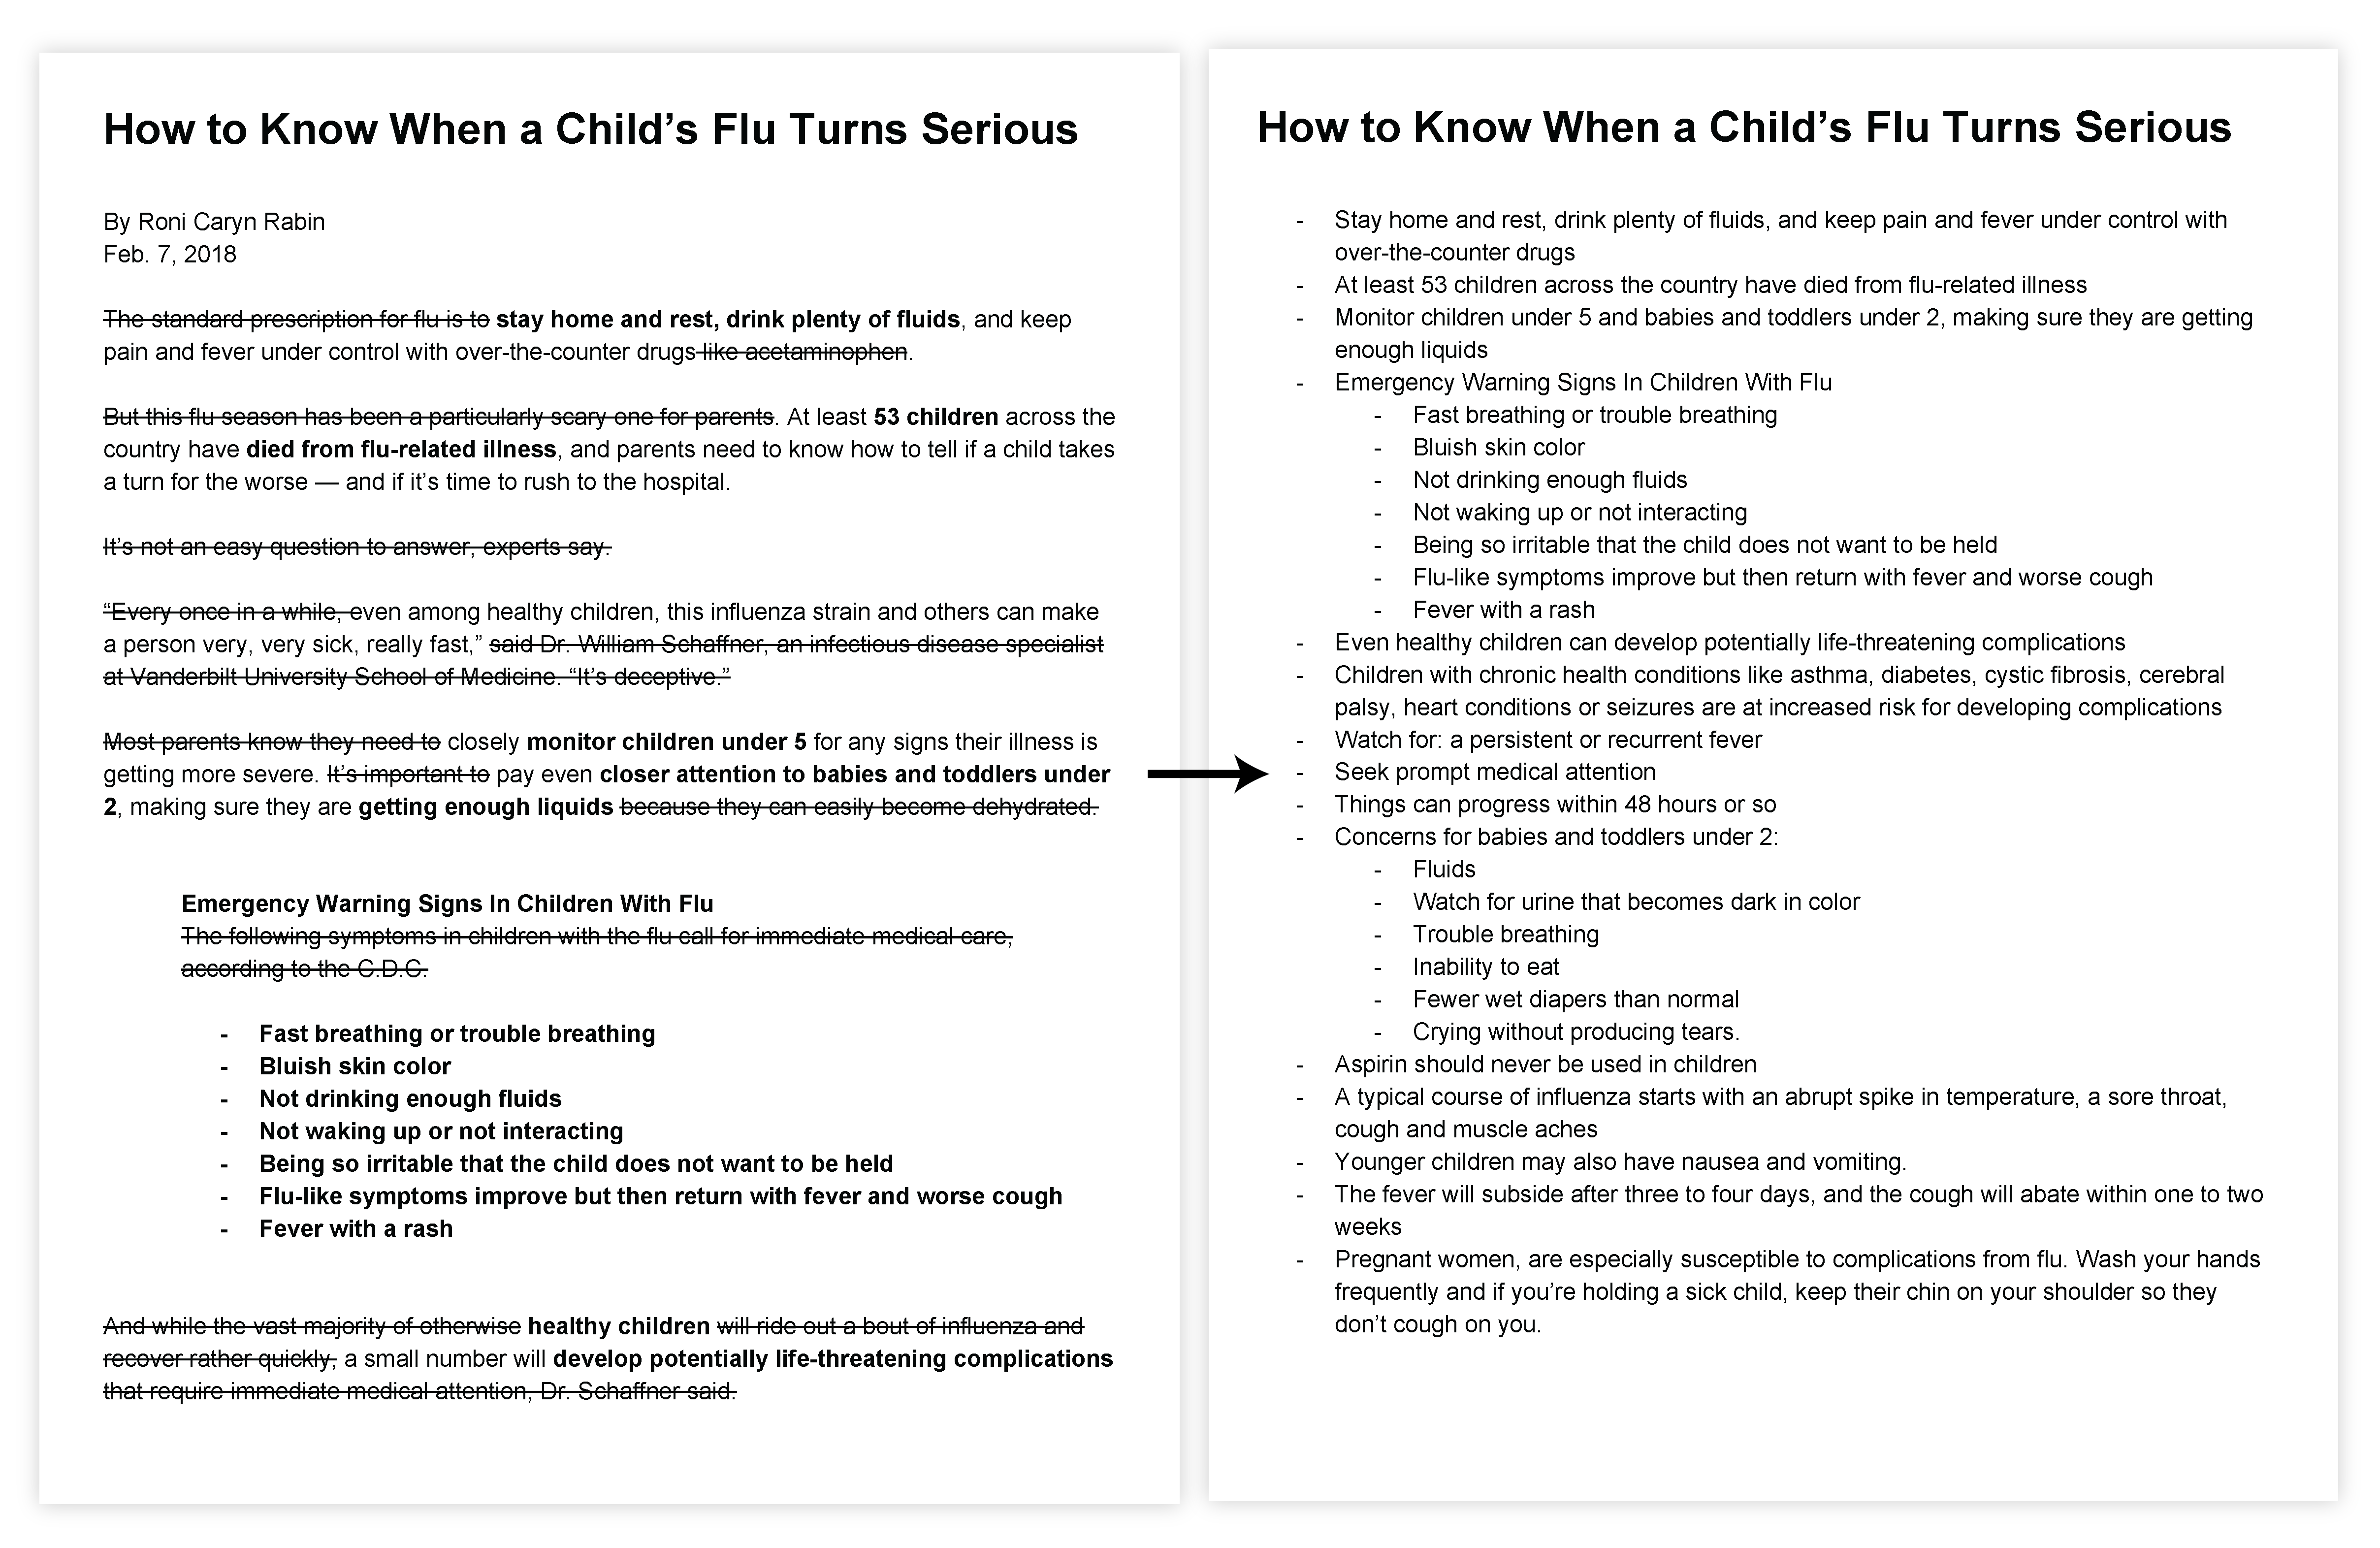 How to Know When a Child’s Flu Turns Serious
By Roni Caryn Rabin
Feb. 7, 2018
The standard prescription for flu is to stay home and rest, drink plenty of fluids, and keep
pain and fever under control with over-the-counter drugs like acetaminophen.
But this flu season has been a particularly scary one for parents. At least 53 children across the
country have died from flu-related illness, and parents need to know how to tell if a child takes
a turn for the worse — and if it’s time to rush to the hospital.
It’s not an easy question to answer, experts say.
“Every once in a while, even among healthy children, this influenza strain and others can make
a person very, very sick, really fast,” said Dr. William Schaffner, an infectious disease specialist
at Vanderbilt University School of Medicine. “It’s deceptive.”
Most parents know they need to closely monitor children under 5 for any signs their illness is
getting more severe. It’s important to pay even closer attention to babies and toddlers under
2, making sure they are getting enough liquids because they can easily become dehydrated.
Emergency Warning Signs In Children With Flu
The following symptoms in children with the flu call for immediate medical care,
according to the C.D.C.
- Fast breathing or trouble breathing
- Bluish skin color
- Not drinking enough fluids
- Not waking up or not interacting
- Being so irritable that the child does not want to be held
- Flu-like symptoms improve but then return with fever and worse cough
- Fever with a rash
And while the vast majority of otherwise healthy children will ride out a bout of influenza and
recover rather quickly, a small number will develop potentially life-threatening complications
that require immediate medical attention, Dr. Schaffner said.
How to Know When a Child’s Flu Turns Serious
- Stay home and rest, drink plenty of fluids, and keep pain and fever under control with
over-the-counter drugs
- At least 53 children across the country have died from flu-related illness
- Monitor children under 5 and babies and toddlers under 2, making sure they are getting
enough liquids
- Emergency Warning Signs In Children With Flu
- Fast breathing or trouble breathing
- Bluish skin color
- Not drinking enough fluids
- Not waking up or not interacting
- Being so irritable that the child does not want to be held
- Flu-like symptoms improve but then return with fever and worse cough
- Fever with a rash
- Even healthy children can develop potentially life-threatening complications
- Children with chronic health conditions like asthma, diabetes, cystic fibrosis, cerebral
palsy, heart conditions or seizures are at increased risk for developing complications
- Watch for: a persistent or recurrent fever
- Seek prompt medical attention
- Things can progress within 48 hours or so
- Concerns for babies and toddlers under 2:
- Fluids
- Watch for urine that becomes dark in color
- Trouble breathing
- Inability to eat
- Fewer wet diapers than normal
- Crying without producing tears.
- Aspirin should never be used in children
- A typical course of influenza starts with an abrupt spike in temperature, a sore throat,
cough and muscle aches
- Younger children may also have nausea and vomiting.
- The fever will subside after three to four days, and the cough will abate within one to two
weeks
- Pregnant women, are especially susceptible to complications from flu. Wash your hands
frequently and if you’re holding a sick child, keep their chin on your shoulder so they
don’t cough on you.